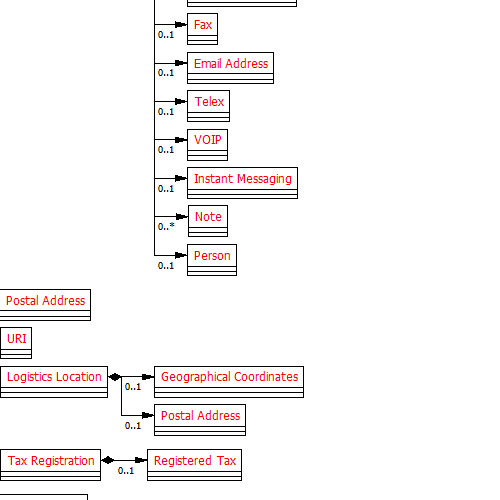 Fax
0..1
Email Address
0..1
Telex
0..1
VOIP
0..1
Instant Messaging
0..1
Note
0..*
Person
0..1
Postal Address
URI
Logistics Location
Geographical Coordinates
0..1
Postal Address
0..1
Tax Registration
Registered Tax
0..1